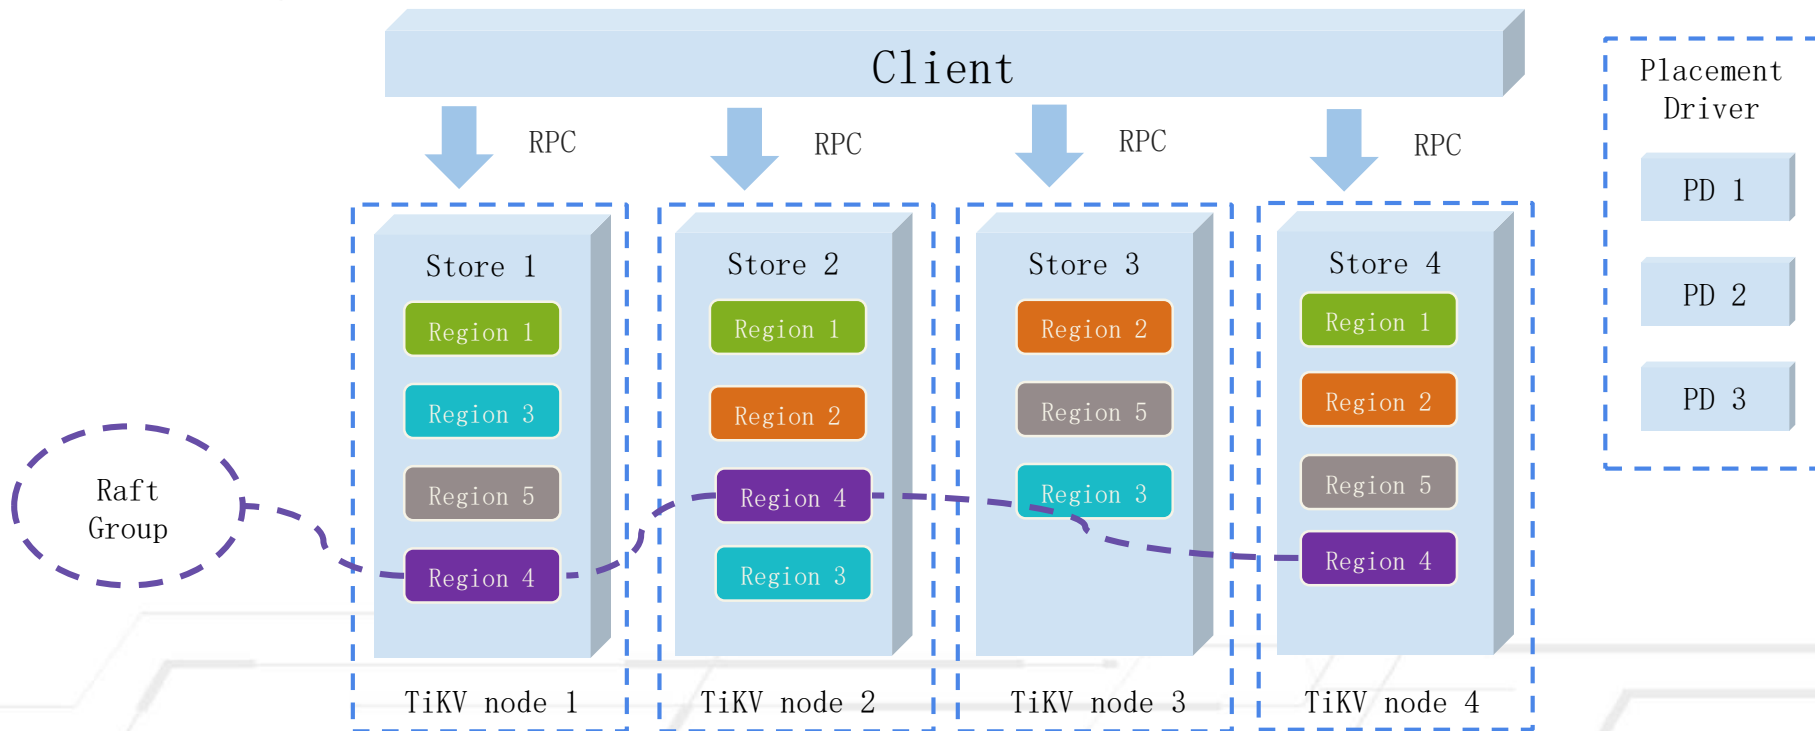 Client
Placement
Driver
RPC
RPC
RPC
RPC
PD 1
PD 2
PD 3
Store 1
Region 1
Region 3
Region 5
Region 4
TiKV node 1
Store 2
Region 1
Region 2
Region 4
Region 3
TiKV node 2
Store 3
Region 2
Region 5
Region 3
TiKV node 3
Store 4
Region 1
Region 2
Region 5
Region 4
TiKV node 4
Raft
Group